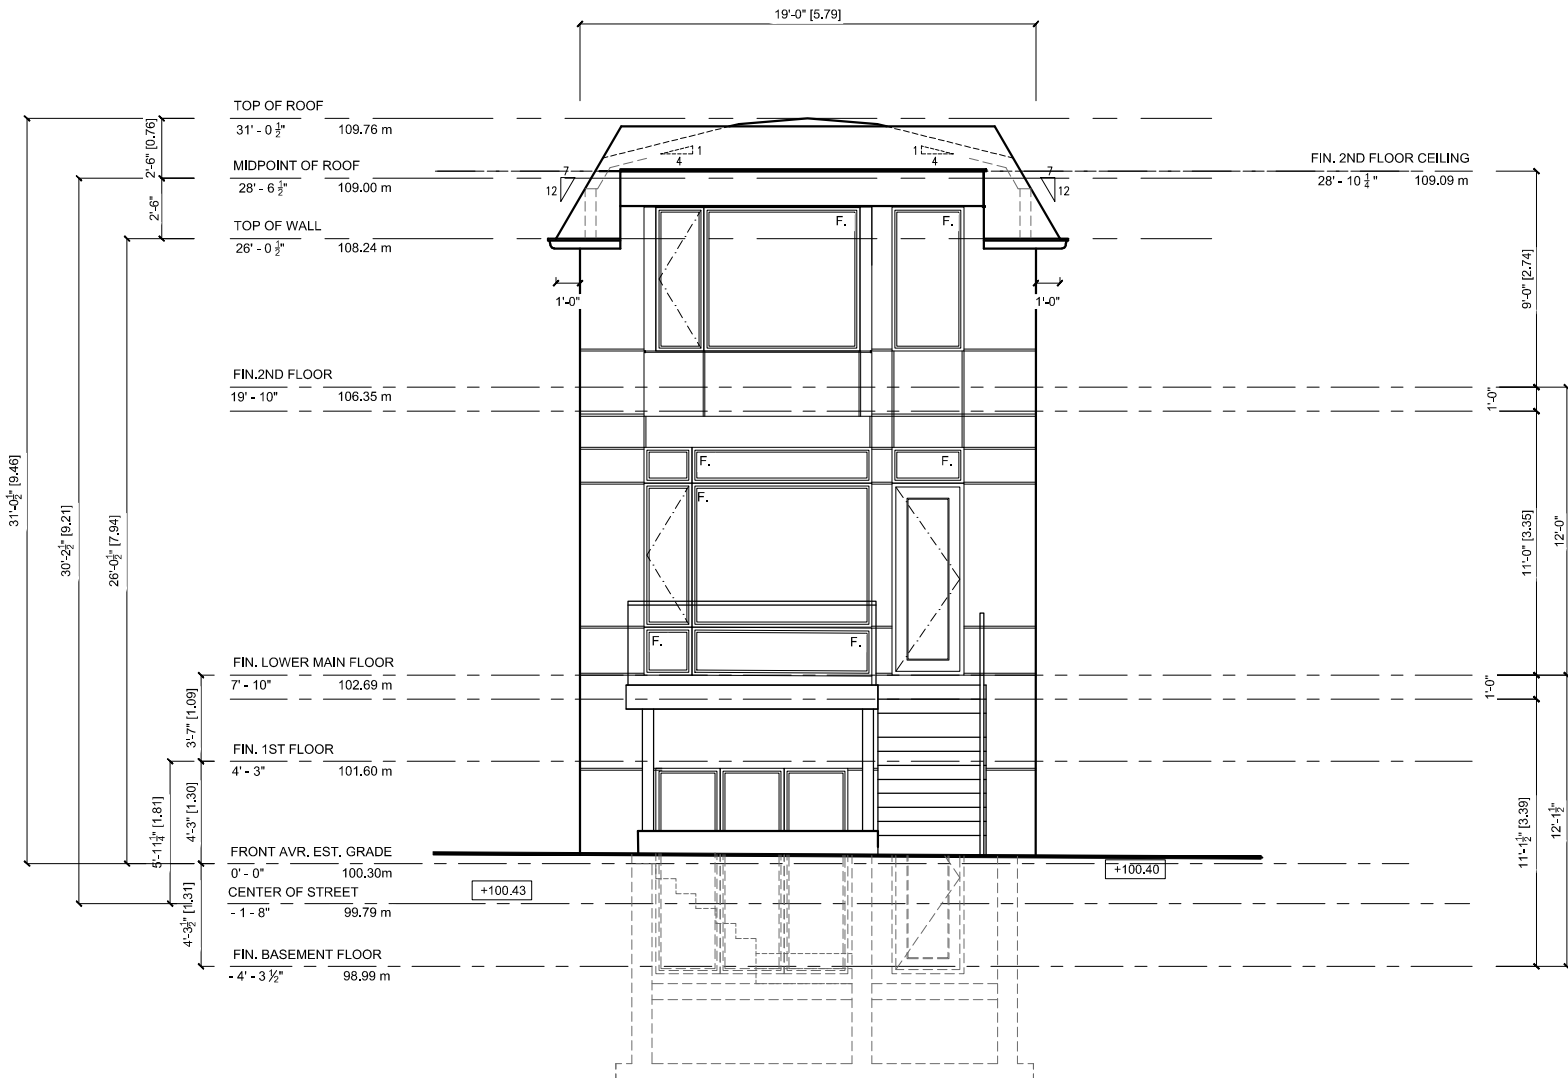 19'-0" [5.79]
TOP OF ROOF
31' - 0 1/2" 109.76 m
MIDPOINT OF ROOF
28' - 6 1/2" 109.00 m
TOP OF WALL
26' - 0 1/2" 108.24 m
FIN. 2ND FLOOR CEILING
28' - 10 1/4" 109.09 m
2'-6" [0.76]
2'-6"
1
4
1
4
7
12
7
12
F.
F.
1'-0"
1'-0"
9'-0" [2.74]
FIN.2ND FLOOR
19' - 10" 106.35 m
1'-0"
F.
F.
F.
31'-0 1/2" [9.46]
30'-2 1/2" [9.21]
26'-0 1/2" [7.94]
11'-0" [3.35]
12'-0"
F.
F.
FIN. LOWER MAIN FLOOR
7' - 10" 102.69 m
1'-0"
3'-7" [1.09]
FIN. 1ST FLOOR
4' - 3" 101.60 m
5'-11 1/4" [1.81]
4'-3" [1.30]
11'-1 1/2" [3.39]
12'-1 1/2"
FRONT AVR. EST. GRADE
0' - 0" 100.30m
+100.43
+100.40
CENTER OF STREET
- 1 - 8" 99.79 m
4'-3 1/2" [1.31]
FIN. BASEMENT FLOOR
- 4' - 3 ½" 98.99 m